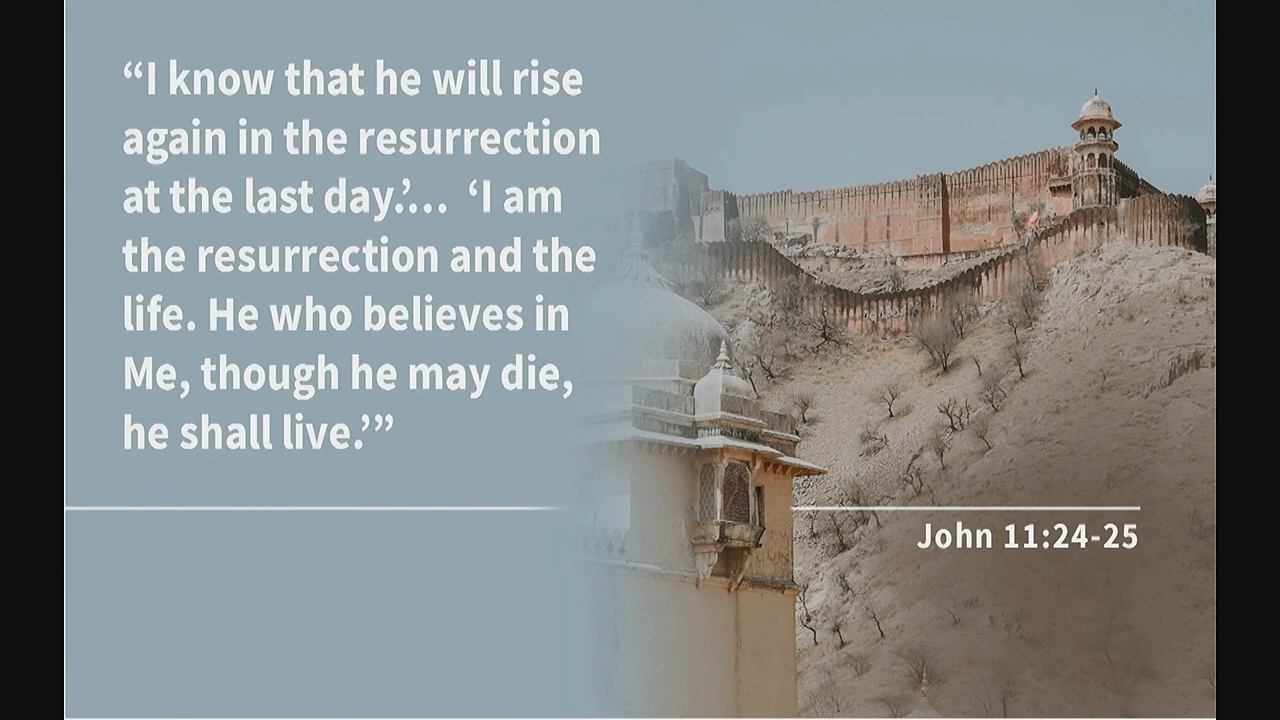 “I know that he will rise
again in the resurrection
at the last day.’...  ‘I am
the resurrection and the
life. He who believes in
Me, though he may die,
he shall live.’”
John 11:24-25